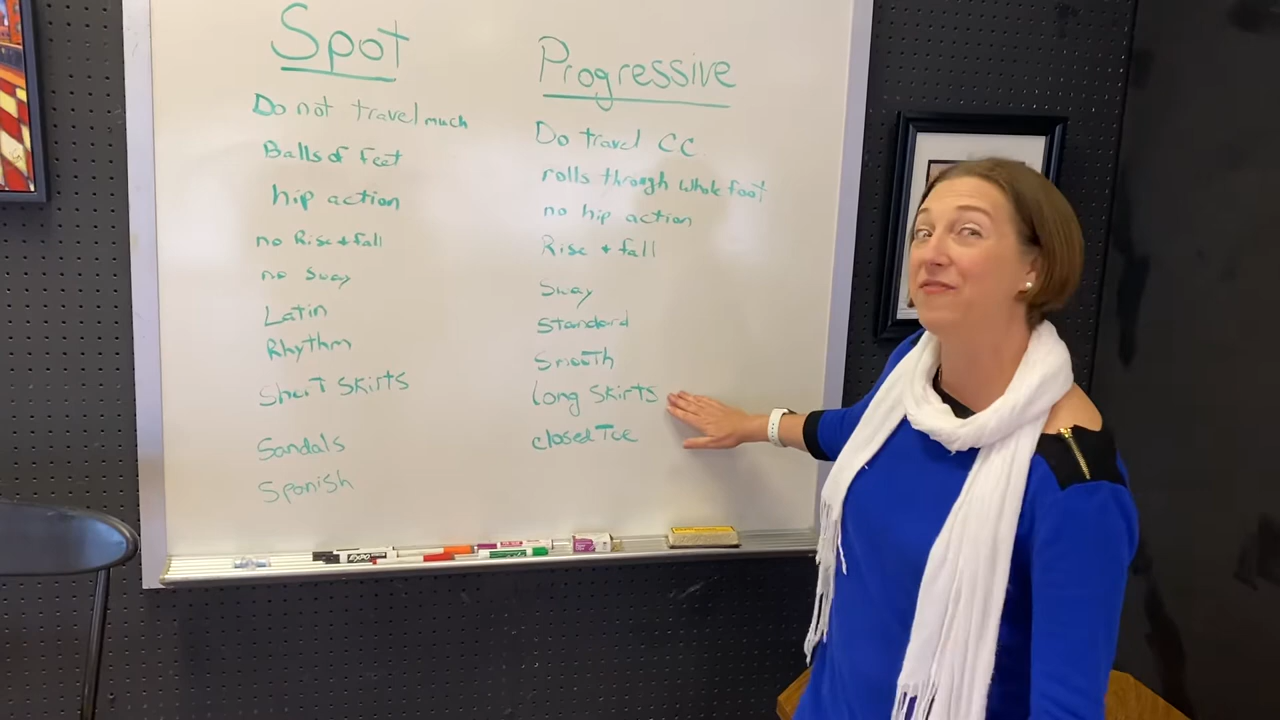 Spot
Do not travel much
Balls of feet
hip action
no Rise + fall
no sway
Latin
Rhythm
Short skirts
Sandals
Spanish
Progressive
Do travel CC.
rolls through whole foot
no hip action
Rise + fall
Sway
Standard
Smooth
long skirts
closed Toe
EXPO